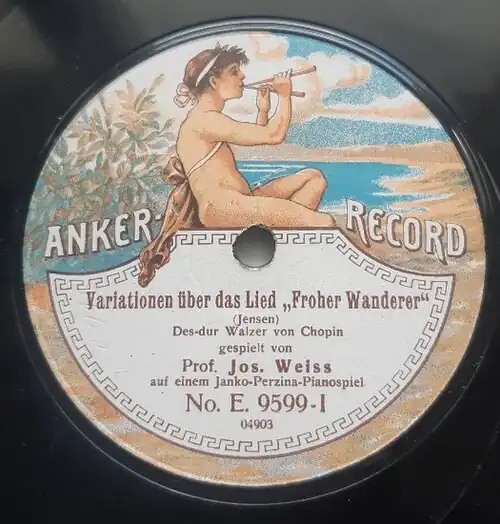 ANKER-RECORD
Variationen über das Lied „Froher Wanderer“
(Jensen)
Des-dur Walzer von Chopin
gespielt von
Prof. Jos. Weiss
auf einem Janko-Perzina-Pianospiel
No. E. 9599-I
04903